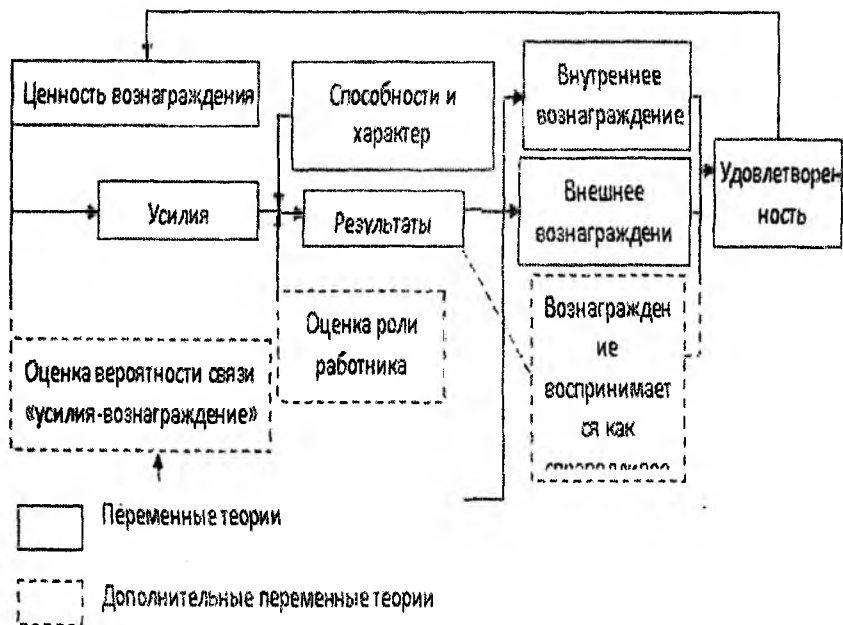 Ценность вознаграждения
Способности и
характер
Внутреннее
вознаграждение
Усилия
Результаты
Внешнее
вознаграждени
Удовлетворен
ность
Оценка вероятности связи
«усилия-вознаграждение»
Оценка роли
работника
Вознагражден
ие
воспринимает
ся как
Переменные теории
Дополнительные переменные теории